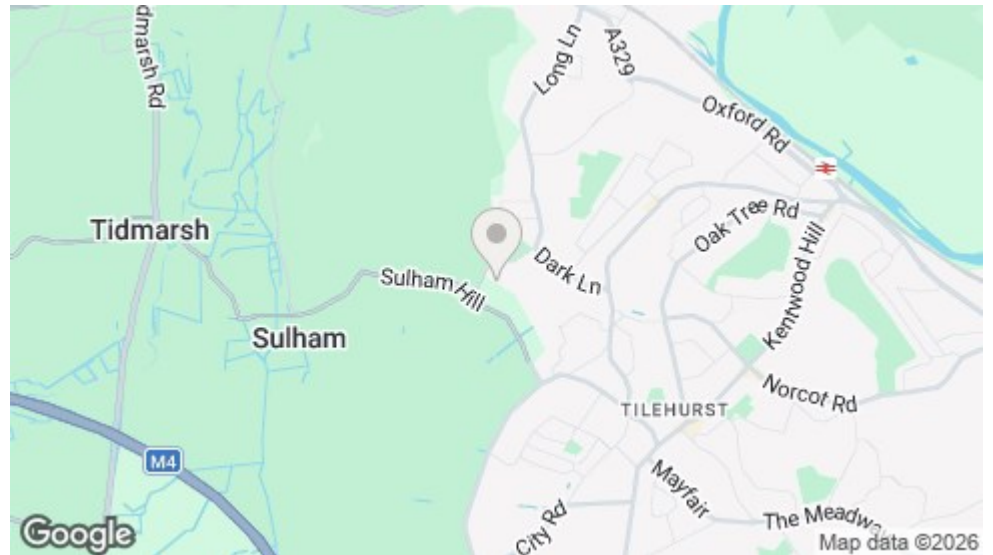 dmarsh Rd
Long Ln
A329
Oxford Rd
Tidmarsh
Oak Tree Rd
Dark Ln
Kentwood Hill
Sulham Hill
Sulham
Norcot Rd
TILEHURST
M4
Mayfair
City Rd
The Meadway
Google
Map data ©2026